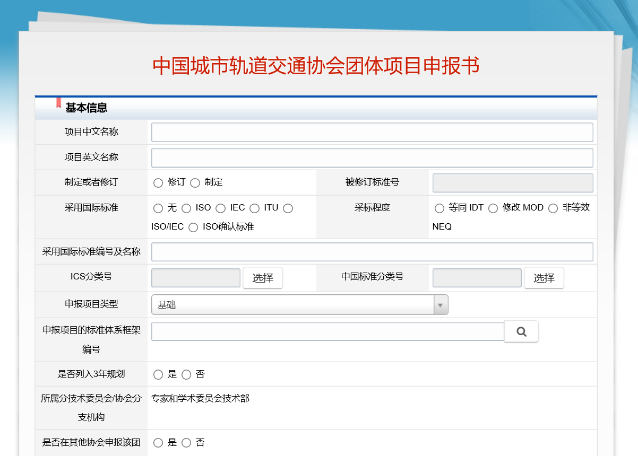 中国城市轨道交通协会团体项目申报书
基本信息
项目中文名称
项目英文名称
制定或者修订 修订 制定 被修订标准号
采用国际标准 无 ISO IEC ITU 采标程度 等同 IDT 修改 MOD 非等效
ISO/IEC ISO确认标准 NEQ
采用国际标准编号及名称
ICS分类号 选择 中国标准分类号 选择
申报项目类型 基础
申报项目的标准体系框架
编号
是否列入3年规划 是 否
所属分技术委员会/协会分 专家和学术委员会技术部
支机构
是否在其他协会申报该团 是 否